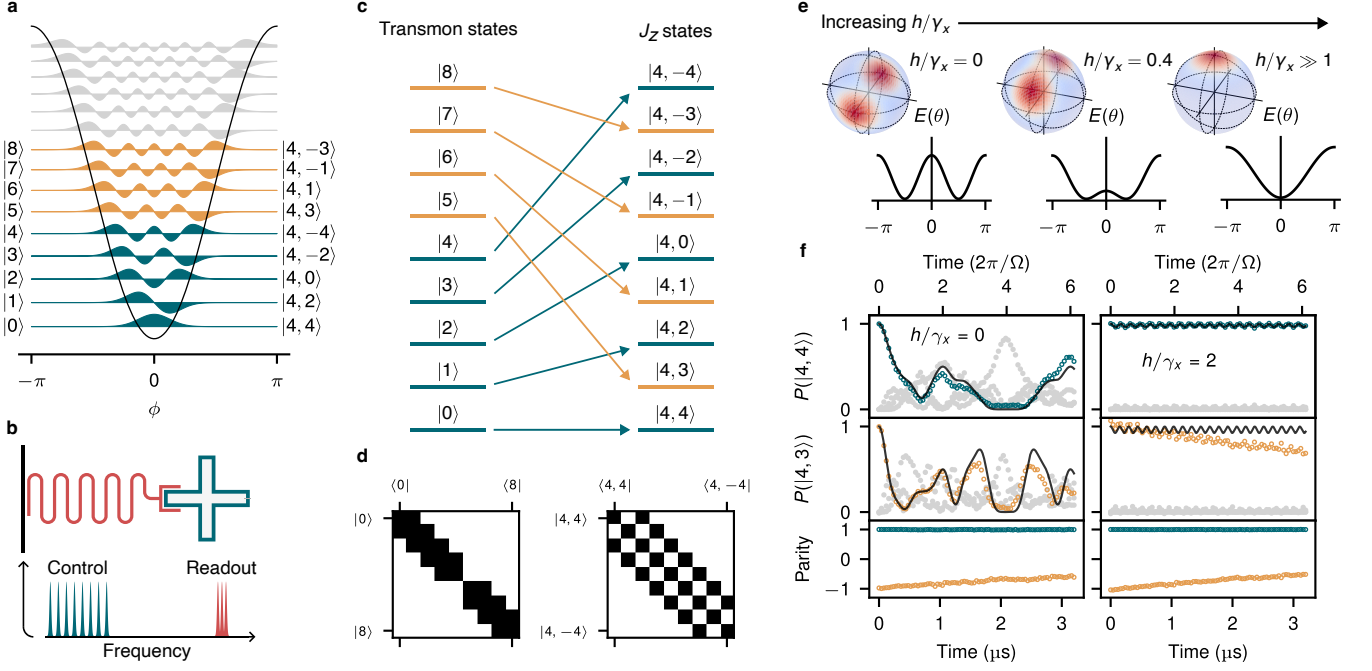 a
|8⟩ |4, −3⟩
|7⟩ |4, −1⟩
|6⟩ |4, 1⟩
|5⟩ |4, 3⟩
|4⟩ |4, −4⟩
|3⟩ |4, −2⟩
|2⟩ |4, 0⟩
|1⟩ |4, 2⟩
|0⟩ |4, 4⟩
−π 0 π
ϕ
b
Control Readout
Frequency
c
Transmon states J_Z states
|8⟩ |4, −4⟩
|7⟩ |4, −3⟩
|6⟩ |4, −2⟩
|5⟩ |4, −1⟩
|4⟩ |4, 0⟩
|3⟩ |4, 1⟩
|2⟩ |4, 2⟩
|1⟩ |4, 3⟩
|0⟩ |4, 4⟩
d
⟨0| ⟨8| ⟨4, 4| ⟨4, −4|
|0⟩ |4, 4⟩
|8⟩ |4, −4⟩
e
Increasing h/γ_x
h/γ_x = 0 h/γ_x = 0.4 h/γ_x ≫ 1
E(θ) E(θ) E(θ)
−π 0 π −π 0 π −π 0 π
f
Time (2π/Ω) Time (2π/Ω)
0 2 4 6 0 2 4 6
P(|4, 4⟩)
1
0
h/γ_x = 0 h/γ_x = 2
P(|4, 3⟩)
1
0
Parity
1
0
−1
0 1 2 3 0 1 2 3
Time (μs) Time (μs)